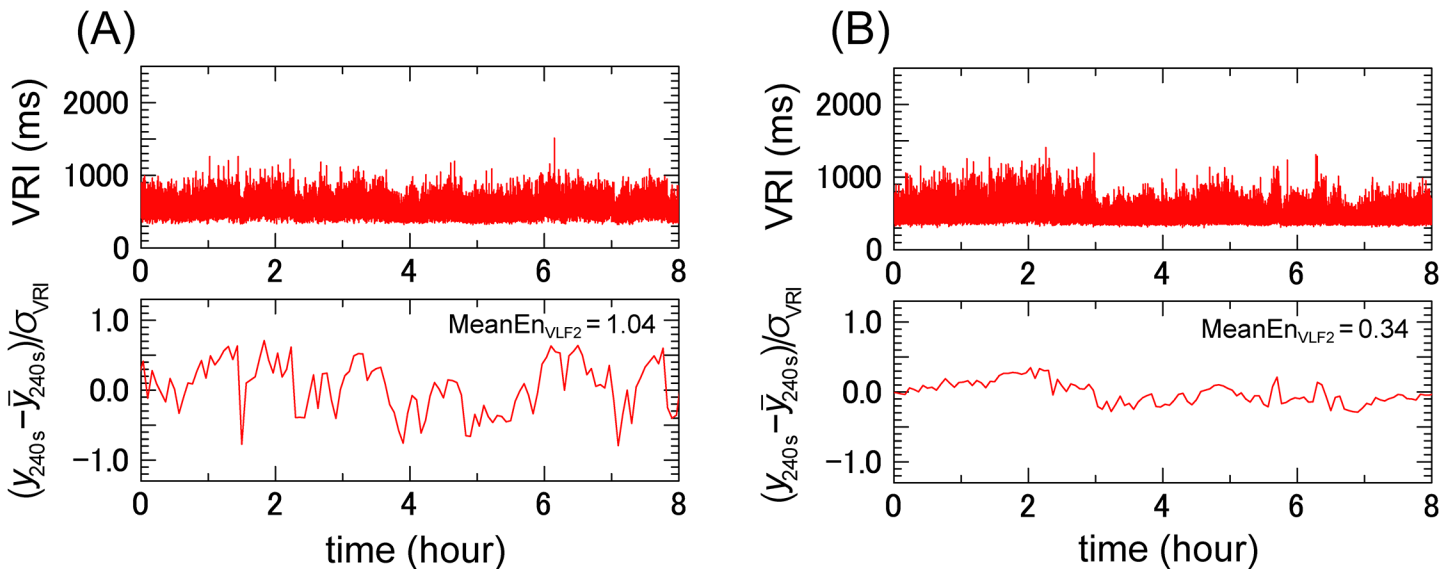 (A)
VRI (ms)
2000
1000
0
0 2 4 6 8
(y240s−y̅240s)/σVRI
1.0
0.0
−1.0
MeanEnVLF2 = 1.04
0 2 4 6 8
time (hour)
(B)
VRI (ms)
2000
1000
0
0 2 4 6 8
(y240s−y̅240s)/σVRI
1.0
0.0
−1.0
MeanEnVLF2 = 0.34
0 2 4 6 8
time (hour)